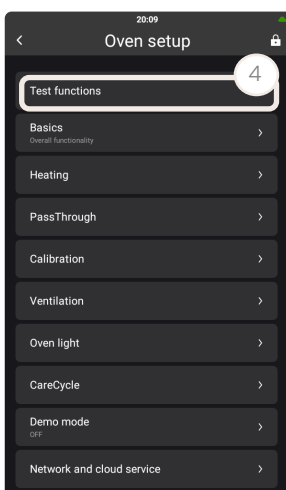 20:09
Oven setup
4
Test functions
Basics
Overall functionality
Heating
PassThrough
Calibration
Ventilation
Oven light
CareCycle
Demo mode
OFF
Network and cloud service